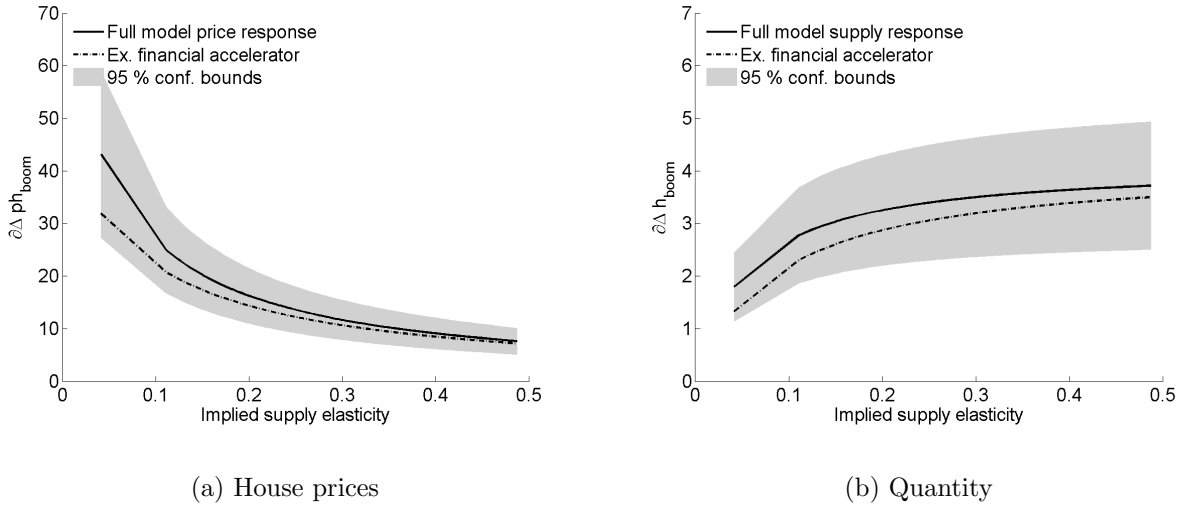 70
60
50
40
30
20
10
0
∂Δ ph_boom
Full model price response
Ex. financial accelerator
95 % conf. bounds
0 0.1 0.2 0.3 0.4 0.5
Implied supply elasticity
(a) House prices
7
6
5
4
3
2
1
0
∂Δ h_boom
Full model supply response
Ex. financial accelerator
95 % conf. bounds
0 0.1 0.2 0.3 0.4 0.5
Implied supply elasticity
(b) Quantity